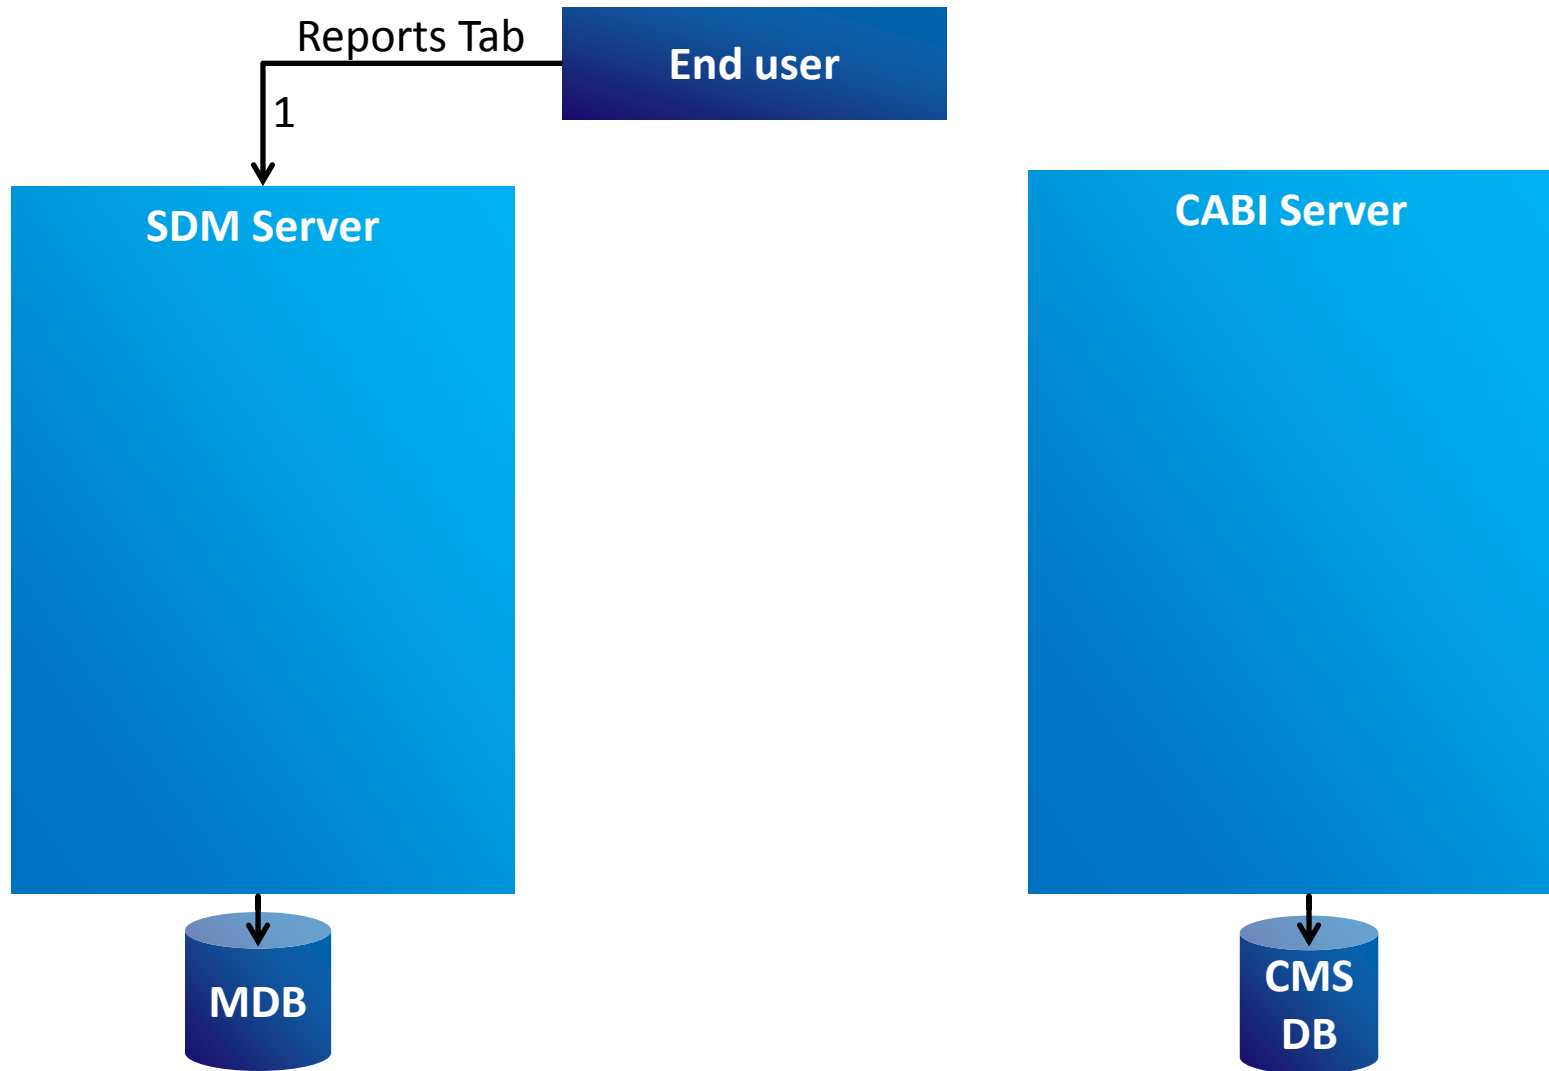 Reports Tab
End user
1
SDM Server
CABI Server
MDB
CMS
DB